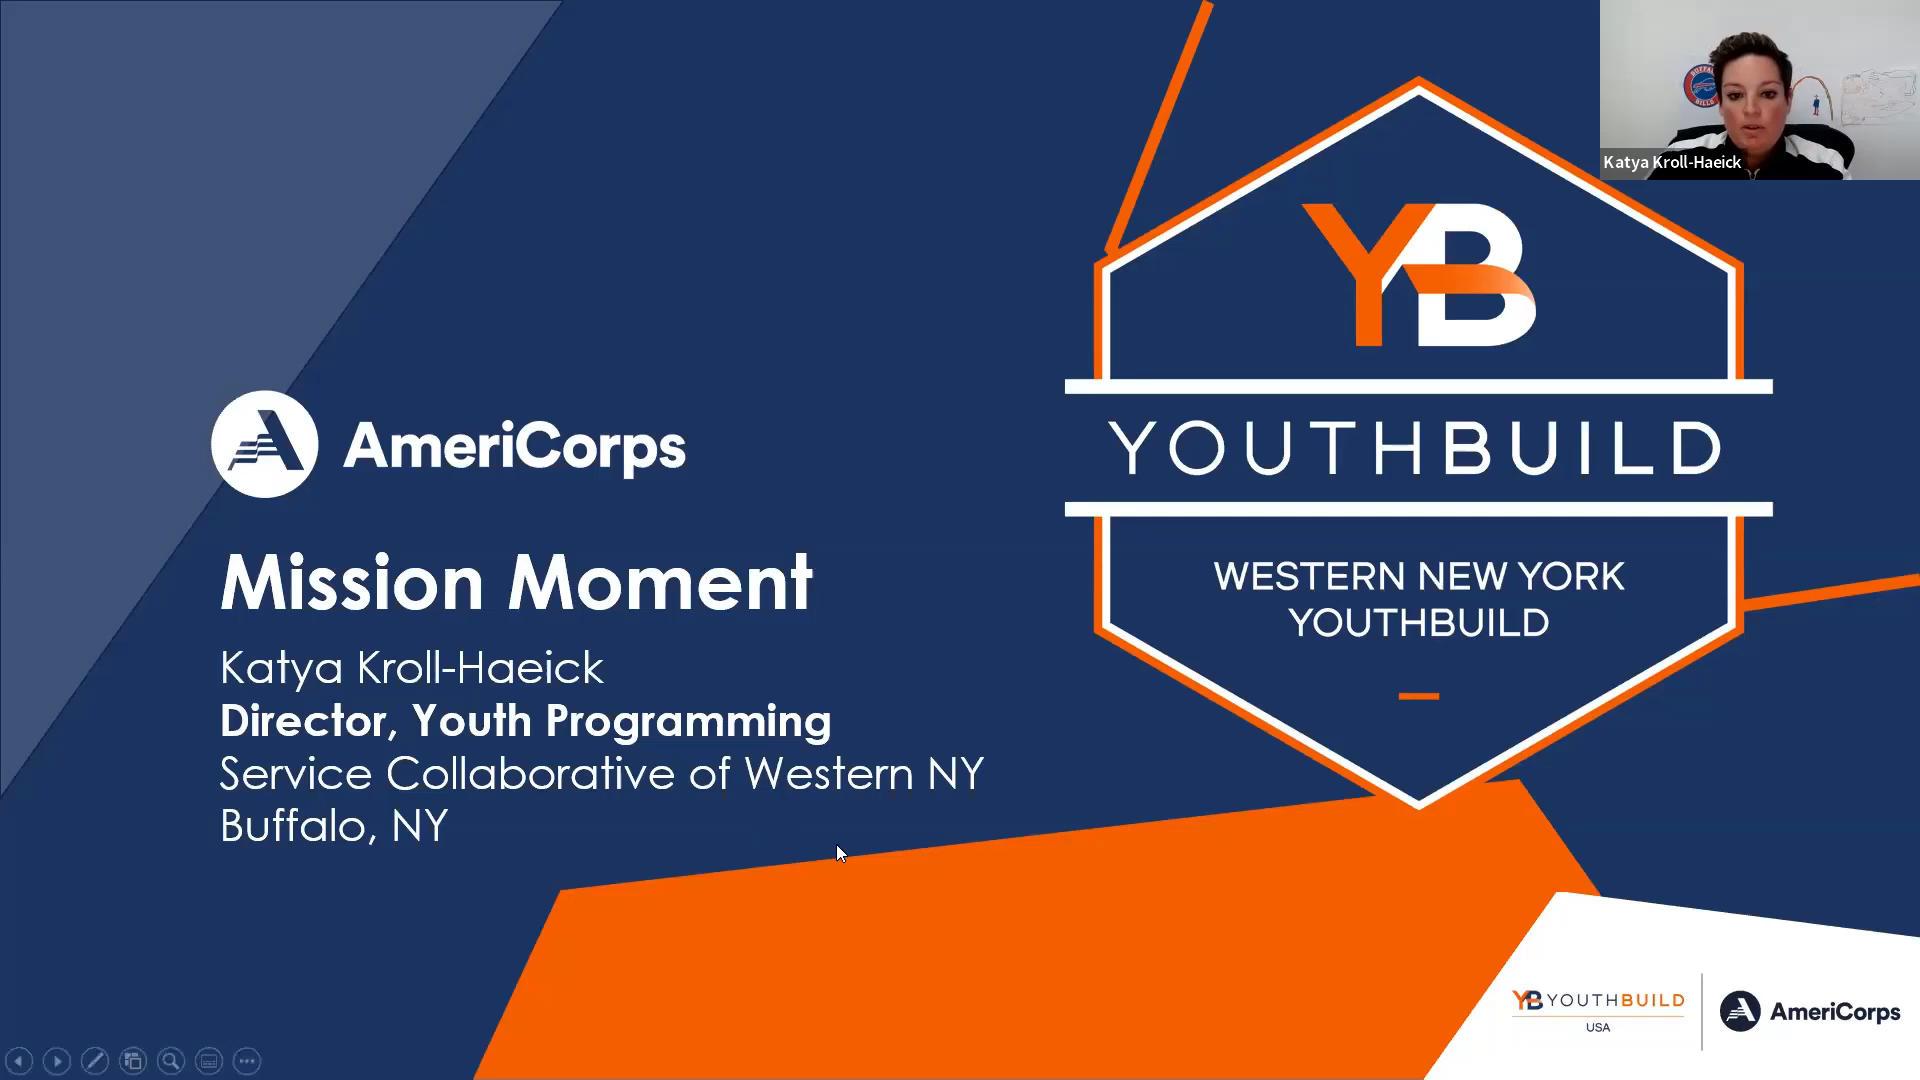 AmeriCorps
Mission Moment
Katya Kroll-Haeick
Director, Youth Programming
Service Collaborative of Western NY
Buffalo, NY
YB
YOUTHBUILD
WESTERN NEW YORK
YOUTHBUILD
BILLS
Katya Kroll-Haeick
YB YOUTHBUILD
USA
AmeriCorps